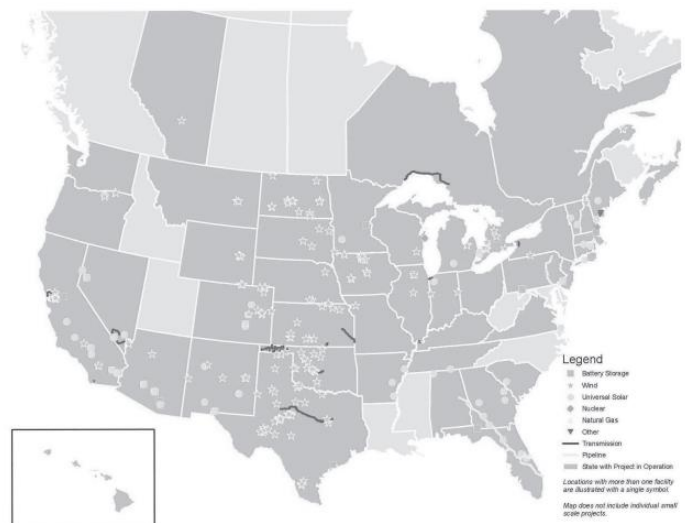 Legend
Battery Storage
Wind
Universal Solar
Nuclear
Natural Gas
Other
Transmission
Pipeline
State with Project in Operation
Locations with more than one facility
are illustrated with a single symbol.
Map does not include individual small
scale projects.